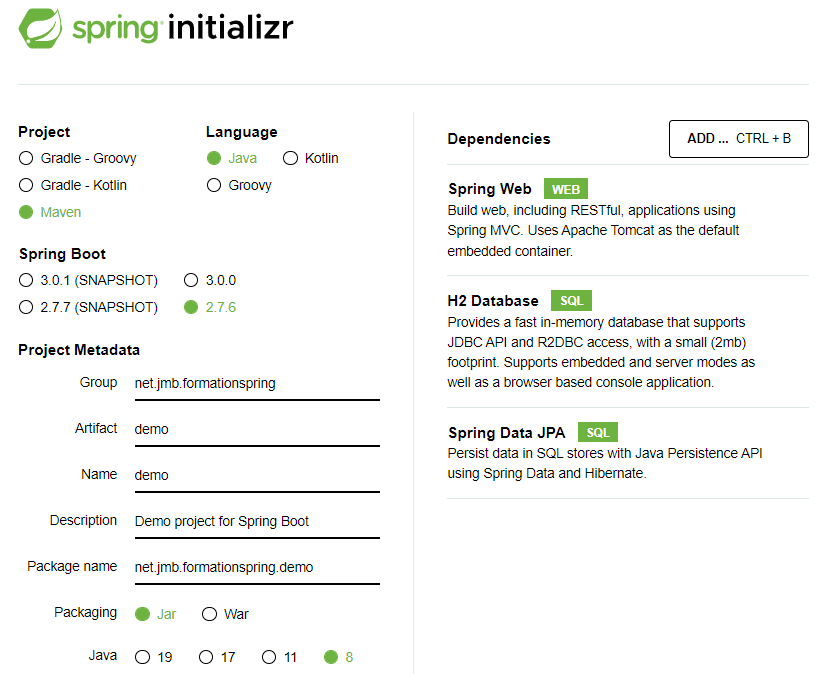 spring initializr
Project
Gradle - Groovy
Gradle - Kotlin
Maven
Language
Java Kotlin
Groovy
Spring Boot
3.0.1 (SNAPSHOT) 3.0.0
2.7.7 (SNAPSHOT) 2.7.6
Project Metadata
Group net.jmb.formationspring
Artifact demo
Name demo
Description Demo project for Spring Boot
Package name net.jmb.formationspring.demo
Packaging Jar War
Java 19 17 11 8
Dependencies ADD ... CTRL + B
Spring Web WEB
Build web, including RESTful, applications using
Spring MVC. Uses Apache Tomcat as the default
embedded container.
H2 Database SQL
Provides a fast in-memory database that supports
JDBC API and R2DBC access, with a small (2mb)
footprint. Supports embedded and server modes as
well as a browser based console application.
Spring Data JPA SQL
Persist data in SQL stores with Java Persistence API
using Spring Data and Hibernate.